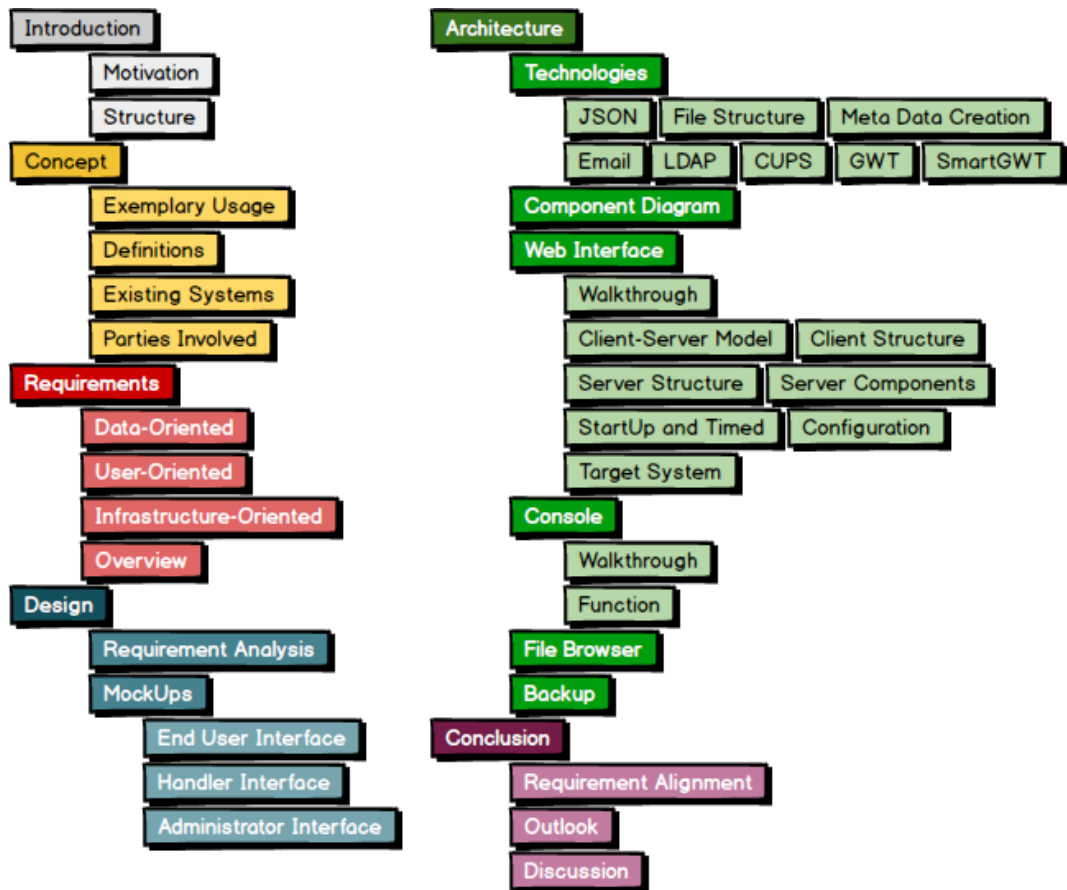 Introduction
Motivation
Structure
Concept
Exemplary Usage
Definitions
Existing Systems
Parties Involved
Requirements
Data-Oriented
User-Oriented
Infrastructure-Oriented
Overview
Design
Requirement Analysis
MockUps
End User Interface
Handler Interface
Administrator Interface
Architecture
Technologies
JSON File Structure Meta Data Creation
Email LDAP CUPS GWT SmartGWT
Component Diagram
Web Interface
Walkthrough
Client-Server Model Client Structure
Server Structure Server Components
StartUp and Timed Configuration
Target System
Console
Walkthrough
Function
File Browser
Backup
Conclusion
Requirement Alignment
Outlook
Discussion